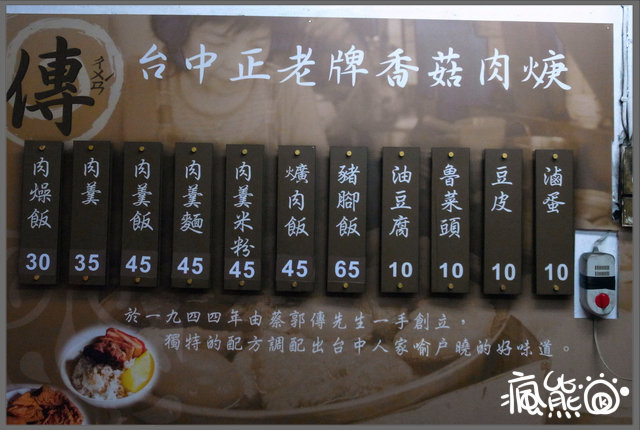 傳
ㄔㄨㄢˊ
台中正老牌香菇肉焿
肉燥飯 30
肉羹 35
肉羹飯 45
肉羹麵 45
肉羹米粉 45
爌肉飯 45
豬腳飯 65
油豆腐 10
魯菜頭 10
豆皮 10
滷蛋 10
於一九四四年由蔡郭傳先生一手創立，
獨特的配方調配出台中人家喻户曉的好味道。
瘋熊